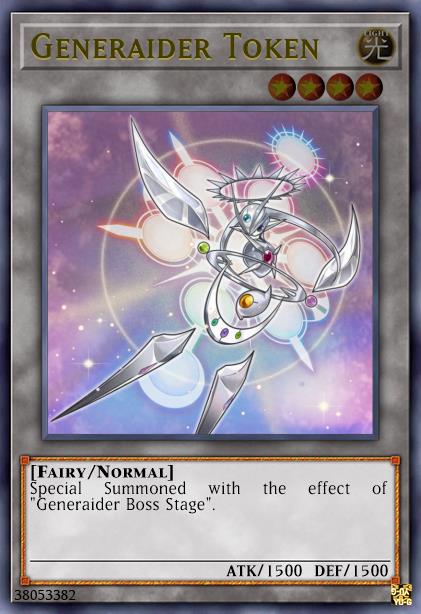 GENERAIDER TOKEN
LIGHT
光
[FAIRY/NORMAL]
Special Summoned with the effect of
"Generaider Boss Stage".
ATK/1500 DEF/1500
38053382